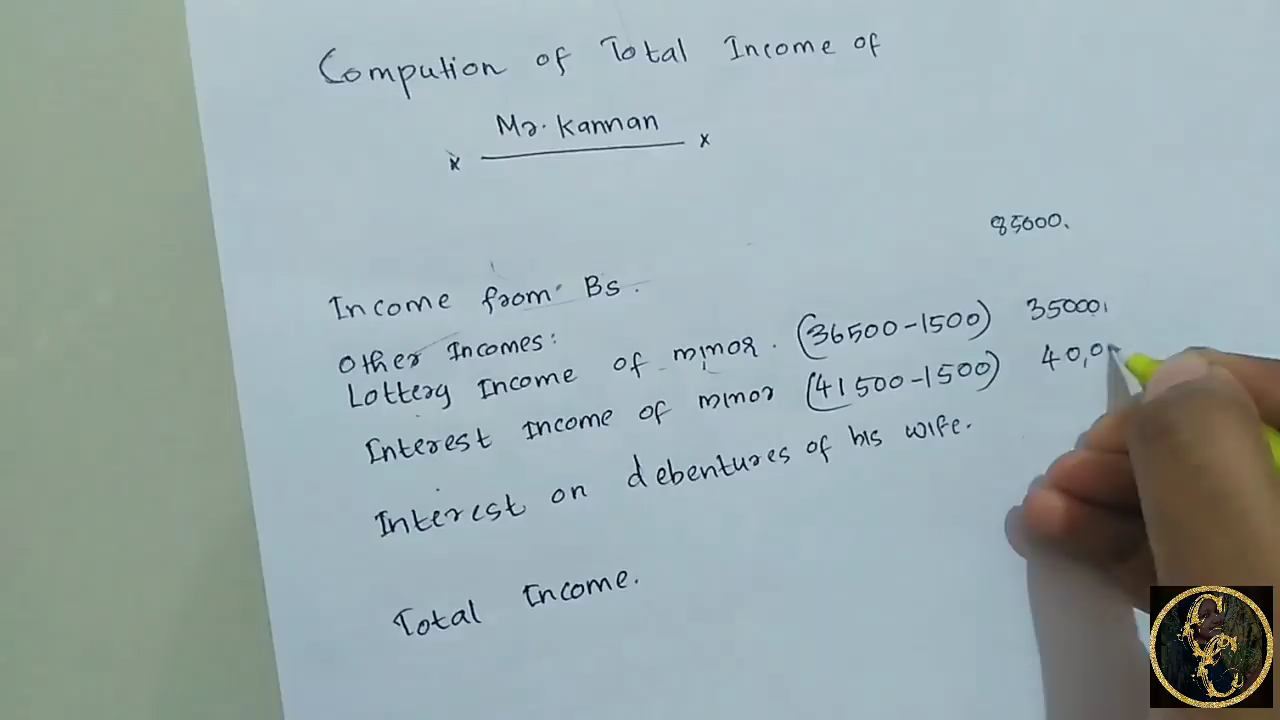 Compution of Total Income of
Mr. Kannan
x x
85000.
Income from Bs.
Other Incomes:
Lottery Income of minor. (36500-1500) 35000.
Interest Income of minor (41500-1500) 40,0
Interest on debentures of his wife.
Total Income.